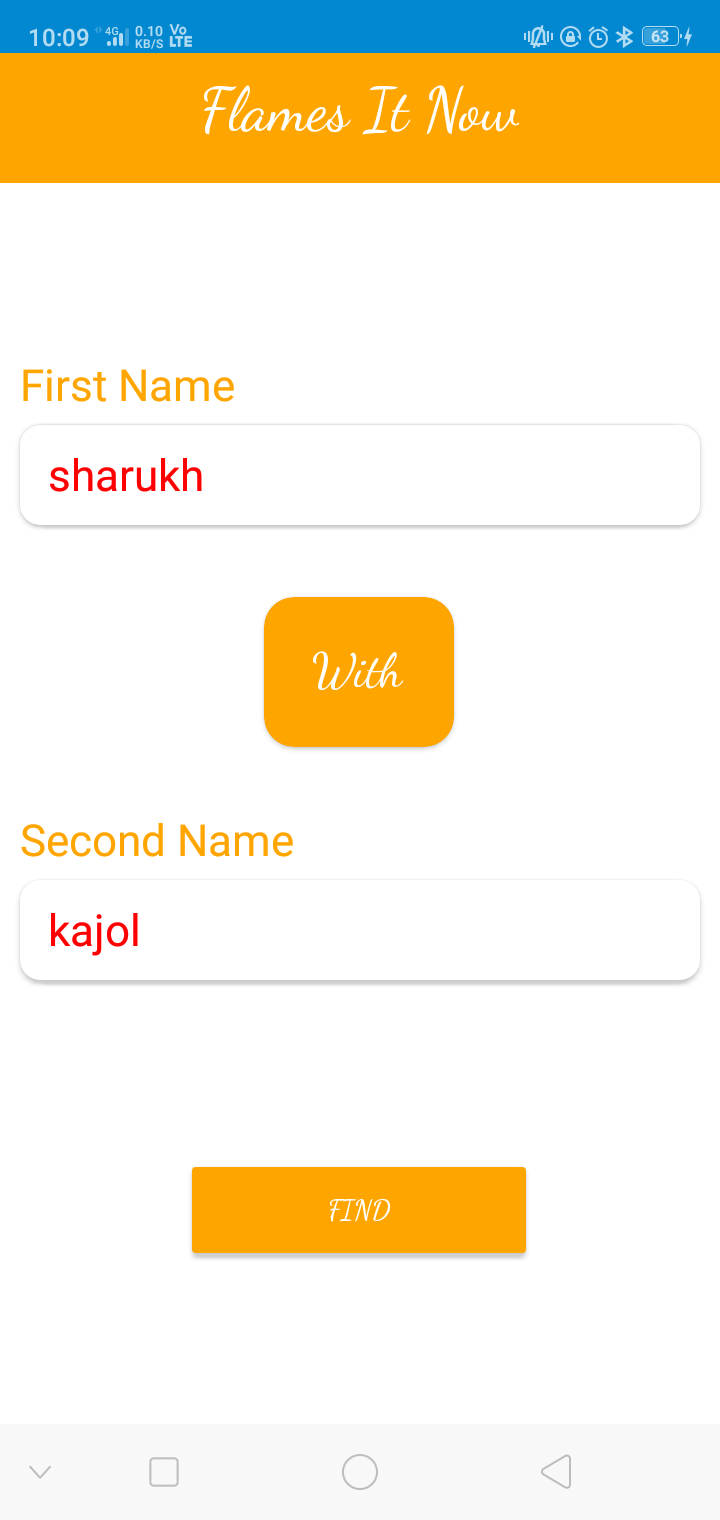 10:09 4G 0.10 KB/S Vo LTE 63
Flames It Now
First Name
sharukh
With
Second Name
kajol
FIND